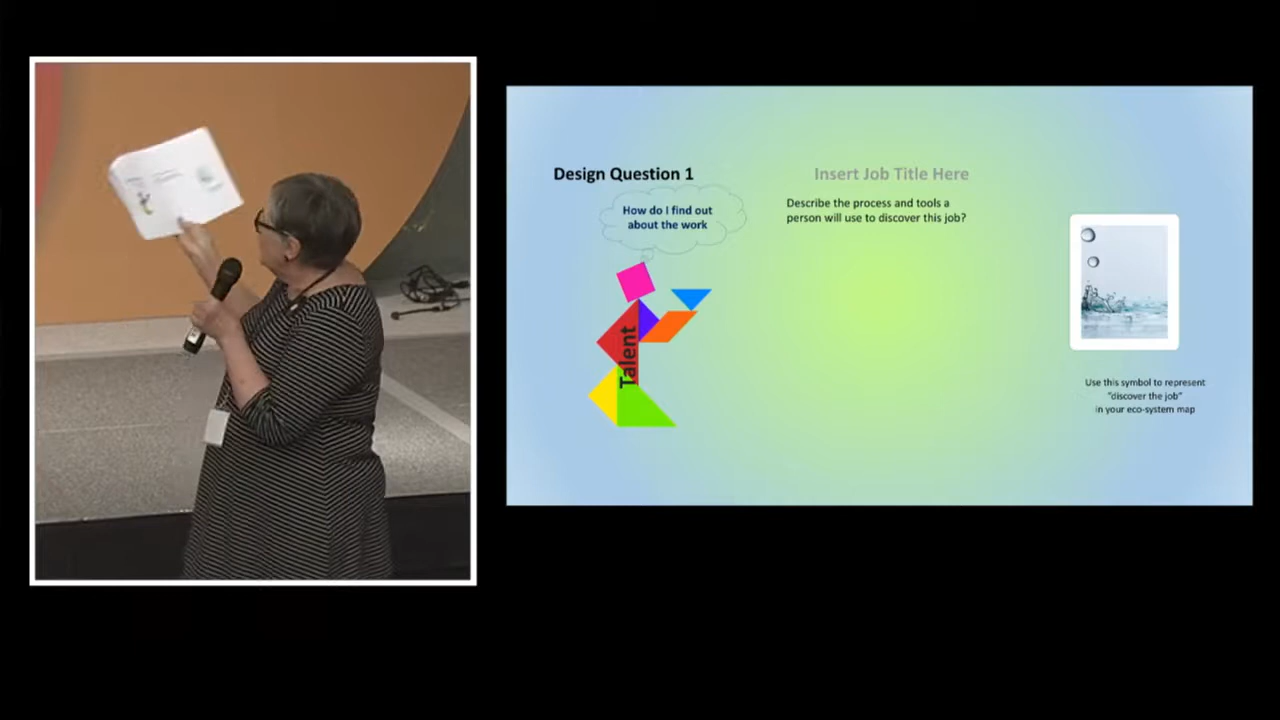 Design Question 1
How do I find out
about the work
Talent
Insert Job Title Here
Describe the process and tools a
person will use to discover this job?
Use this symbol to represent
"discover the job"
in your eco-system map